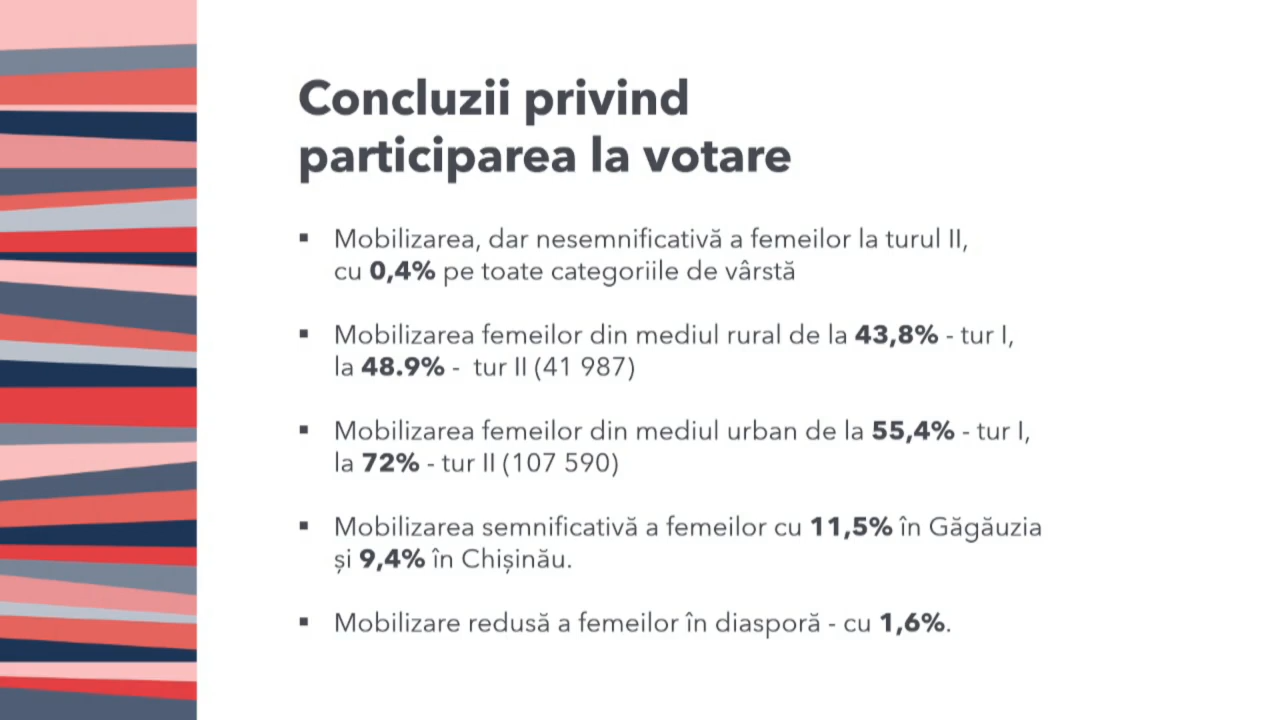 Concluzii privind
participarea la votare
▪ Mobilizarea, dar nesemnificativă a femeilor la turul II,
cu 0,4% pe toate categoriile de vârstă
▪ Mobilizarea femeilor din mediul rural de la 43,8% - tur I,
la 48.9% - tur II (41 987)
▪ Mobilizarea femeilor din mediul urban de la 55,4% - tur I,
la 72% - tur II (107 590)
▪ Mobilizarea semnificativă a femeilor cu 11,5% în Găgăuzia
și 9,4% în Chișinău.
▪ Mobilizare redusă a femeilor în diasporă - cu 1,6%.